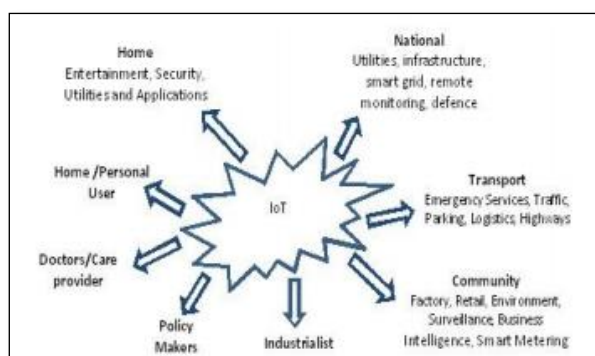 Home
Entertainment, Security,
Utilities and Applications
National
Utilities, infrastructure,
smart grid, remote
monitoring, defence
Home /Personal
User
IoT
Transport
Emergency Services, Traffic,
Parking, Logistics, Highways
Doctors/Care
provider
Community
Factory, Retail, Environment,
Surveillance, Business
Intelligence, Smart Metering
Policy
Makers
Industrialist